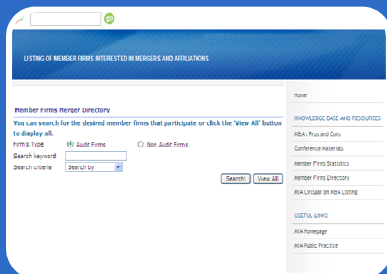 LISTING OF MEMBER FIRMS INTERESTED IN MERGERS AND AFFILIATIONS
Member Firms Merger Directory
You can search for the desired member firms that participate or click the 'View All' button
to display all.
Firm's Type Audit Firms Non Audit Firms
Search keyword
Search criteria Search by
Search! View All
Home
KNOWLEDGE BASE AND RESOURCES
M&A: Pros and Cons
Conference Materials
Member Firms Statistics
Member Firms Directory
MIA Circular on M&A Listing
USEFUL LINKS
MIA Homepage
MIA Public Practice